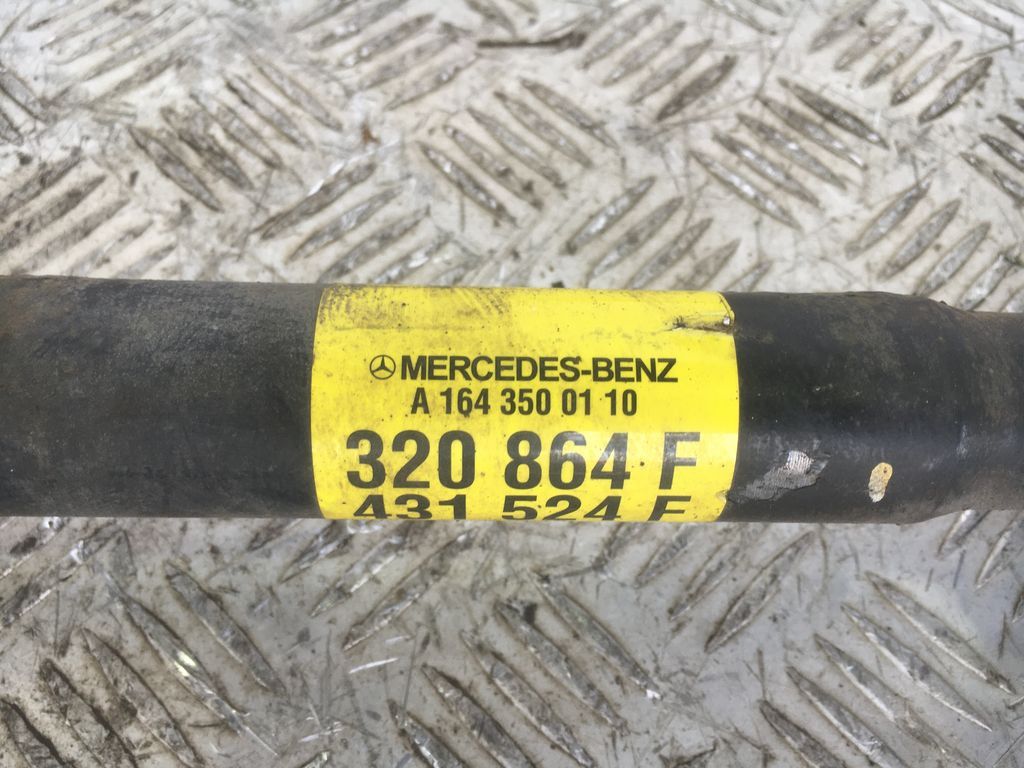 MERCEDES-BENZ
A 164 350 01 10
320 864 F
431 524 F